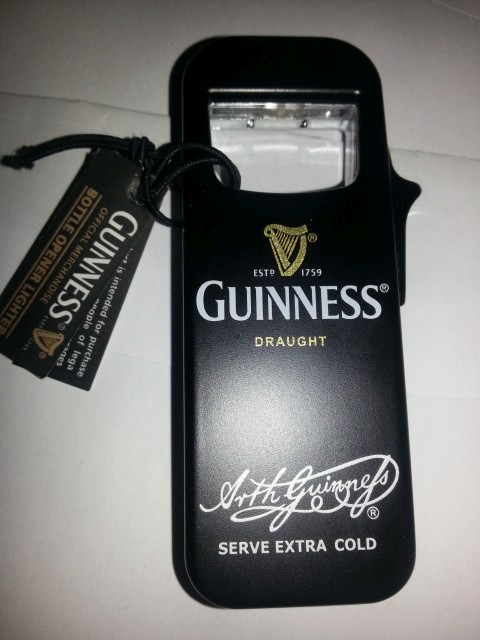 ESTD 1759
GUINNESS®
DRAUGHT
Arth Guinness
®
SERVE EXTRA COLD
GUINNESS
OFFICIAL MERCHANDISE
BOTTLE OPENER LIGHTER
is intended for purchase
people of lega